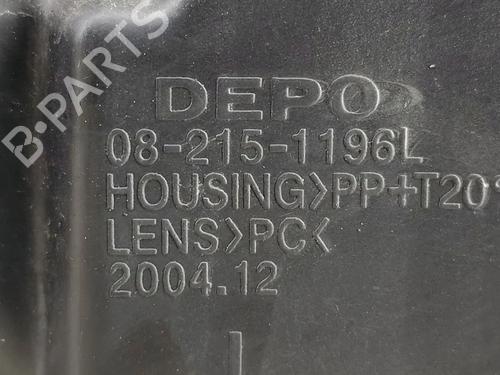 B·PARTS
DEPO
08-215-1196L
HOUSING>PP+T20
LENS>PC<
2004.12